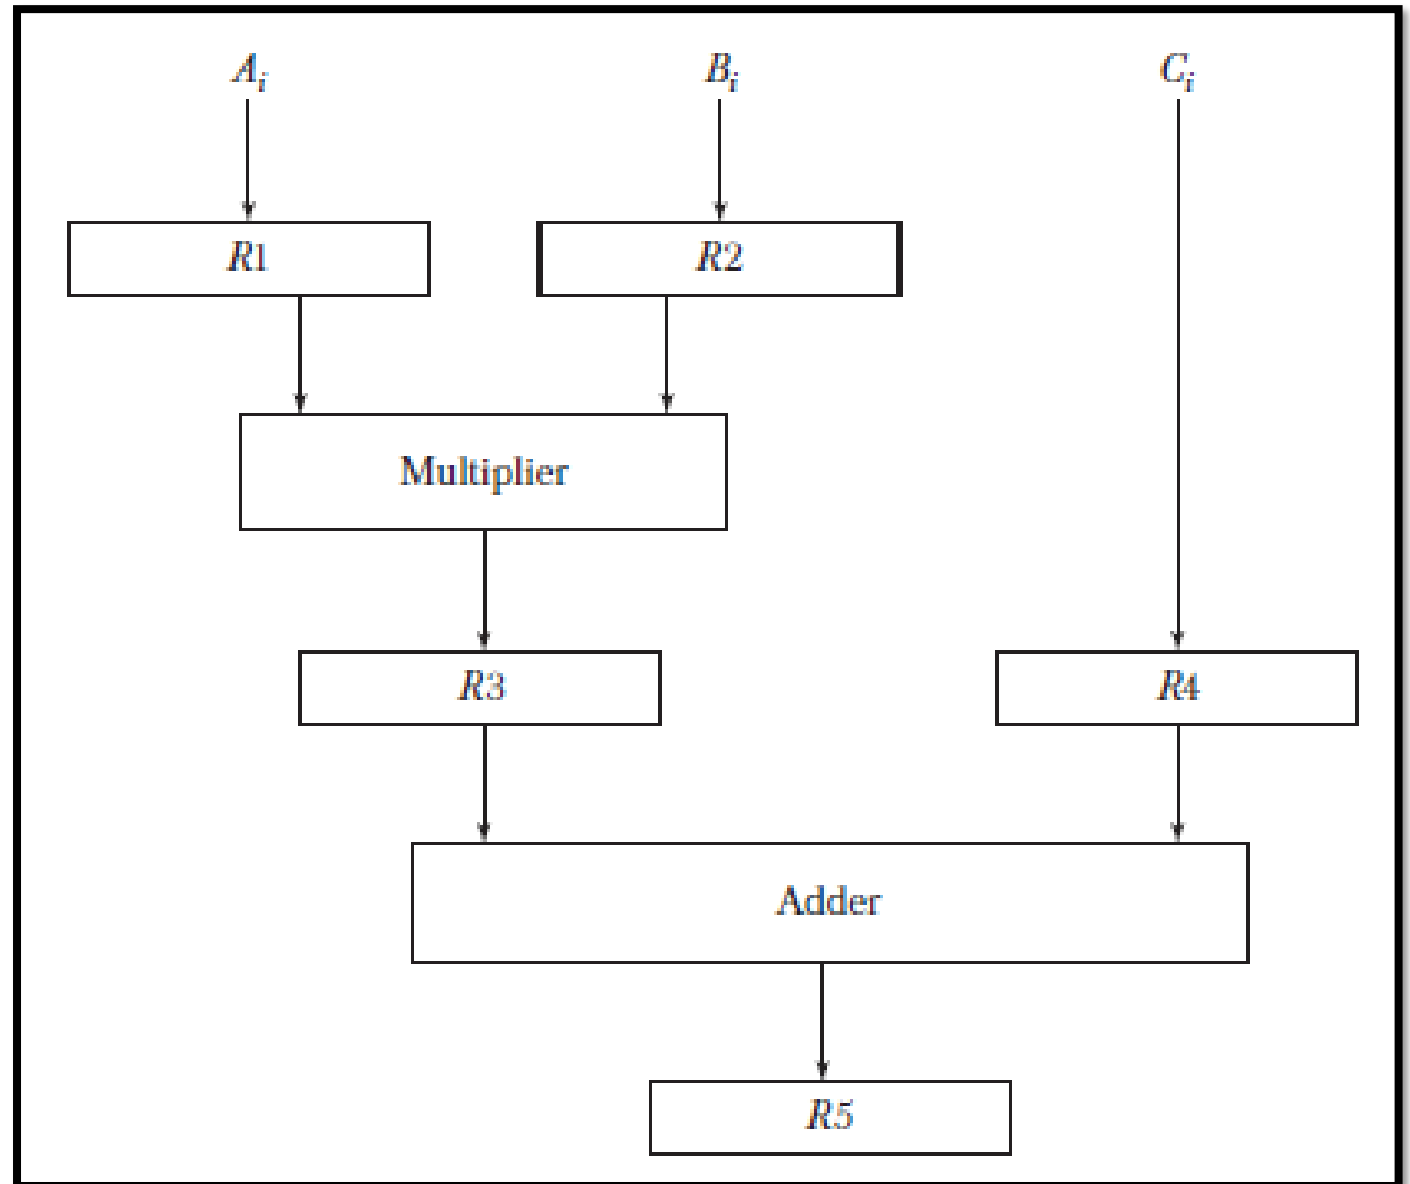 Ai Bi Ci
R1 R2
Multiplier
R3 R4
Adder
R5